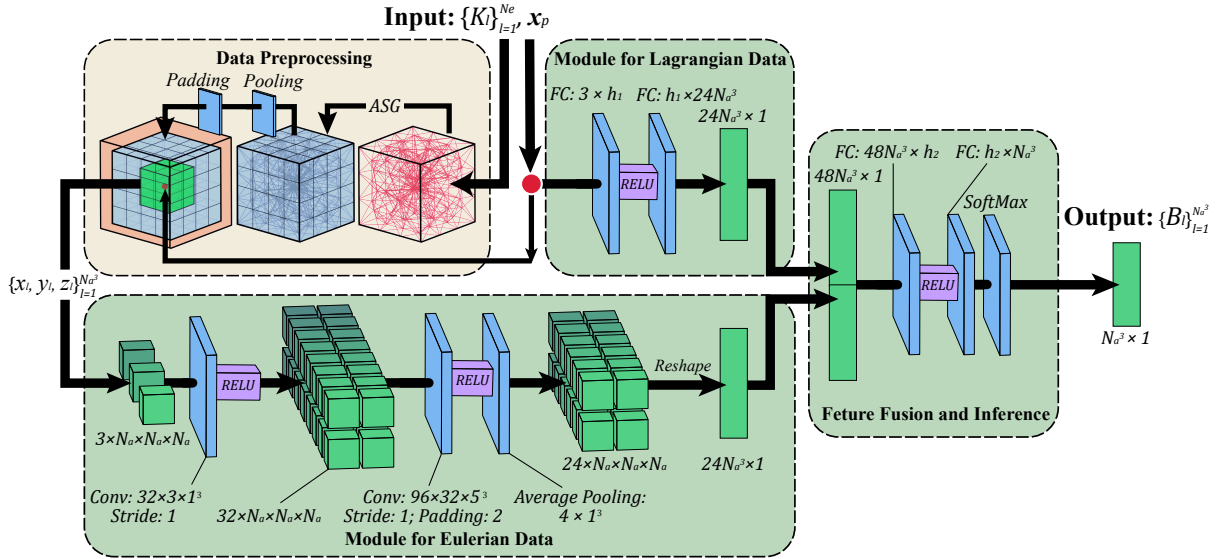 Input: {Kₗ}ₗ₌₁^Ne, xₚ
Data Preprocessing
Padding
Pooling
ASG
Module for Lagrangian Data
FC: 3 × h₁
FC: h₁×24Nₐ³
24Nₐ³ × 1
RELU
FC: 48Nₐ³ × h₂
FC: h₂ ×Nₐ³
48Nₐ³ × 1
SoftMax
RELU
Feture Fusion and Inference
Output: {Bₗ}ₗ₌₁^Nₐ³
Nₐ³ × 1
{xₗ, yₗ, zₗ}ₗ₌₁^Nₐ³
RELU
RELU
Reshape
3×Nₐ×Nₐ×Nₐ
24×Nₐ×Nₐ×Nₐ
24Nₐ³×1
Conv: 32×3×1³
Stride: 1
32×Nₐ×Nₐ×Nₐ
Conv: 96×32×5³
Stride: 1; Padding: 2
Average Pooling:
4 × 1³
Module for Eulerian Data